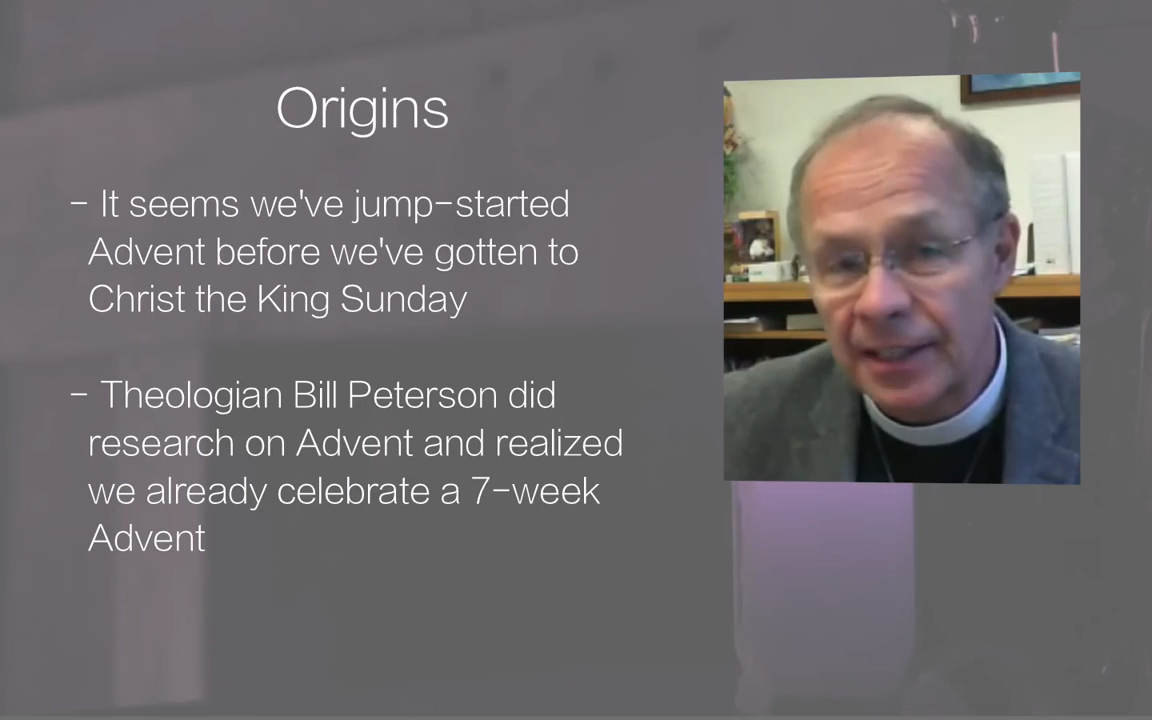 Origins
- It seems we've jump-started
Advent before we've gotten to
Christ the King Sunday
- Theologian Bill Peterson did
research on Advent and realized
we already celebrate a 7-week
Advent